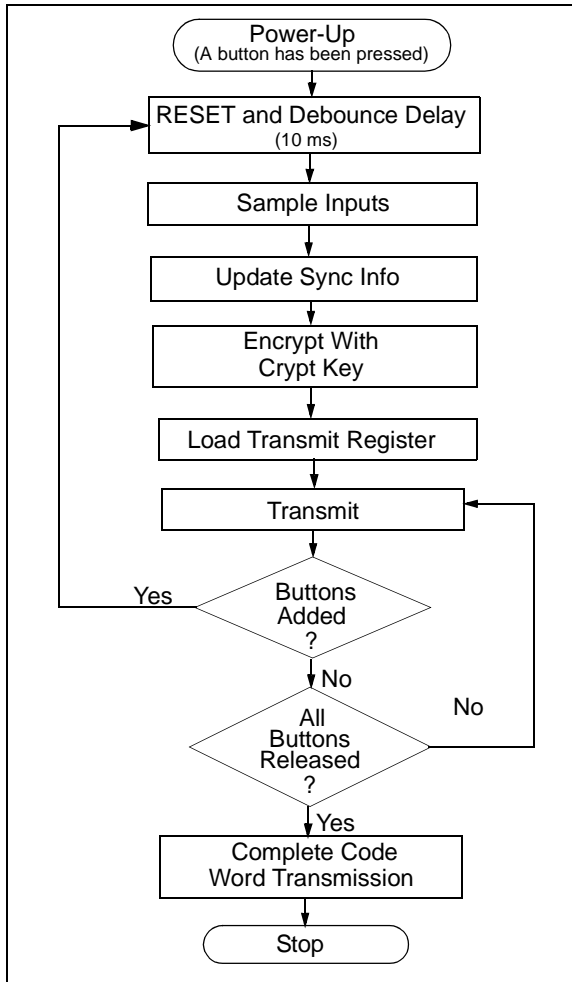 Power-Up
(A button has been pressed)
RESET and Debounce Delay
(10 ms)
Sample Inputs
Update Sync Info
Encrypt With
Crypt Key
Load Transmit Register
Transmit
Yes
Buttons
Added
?
No
All
Buttons
Released
?
No
Yes
Complete Code
Word Transmission
Stop